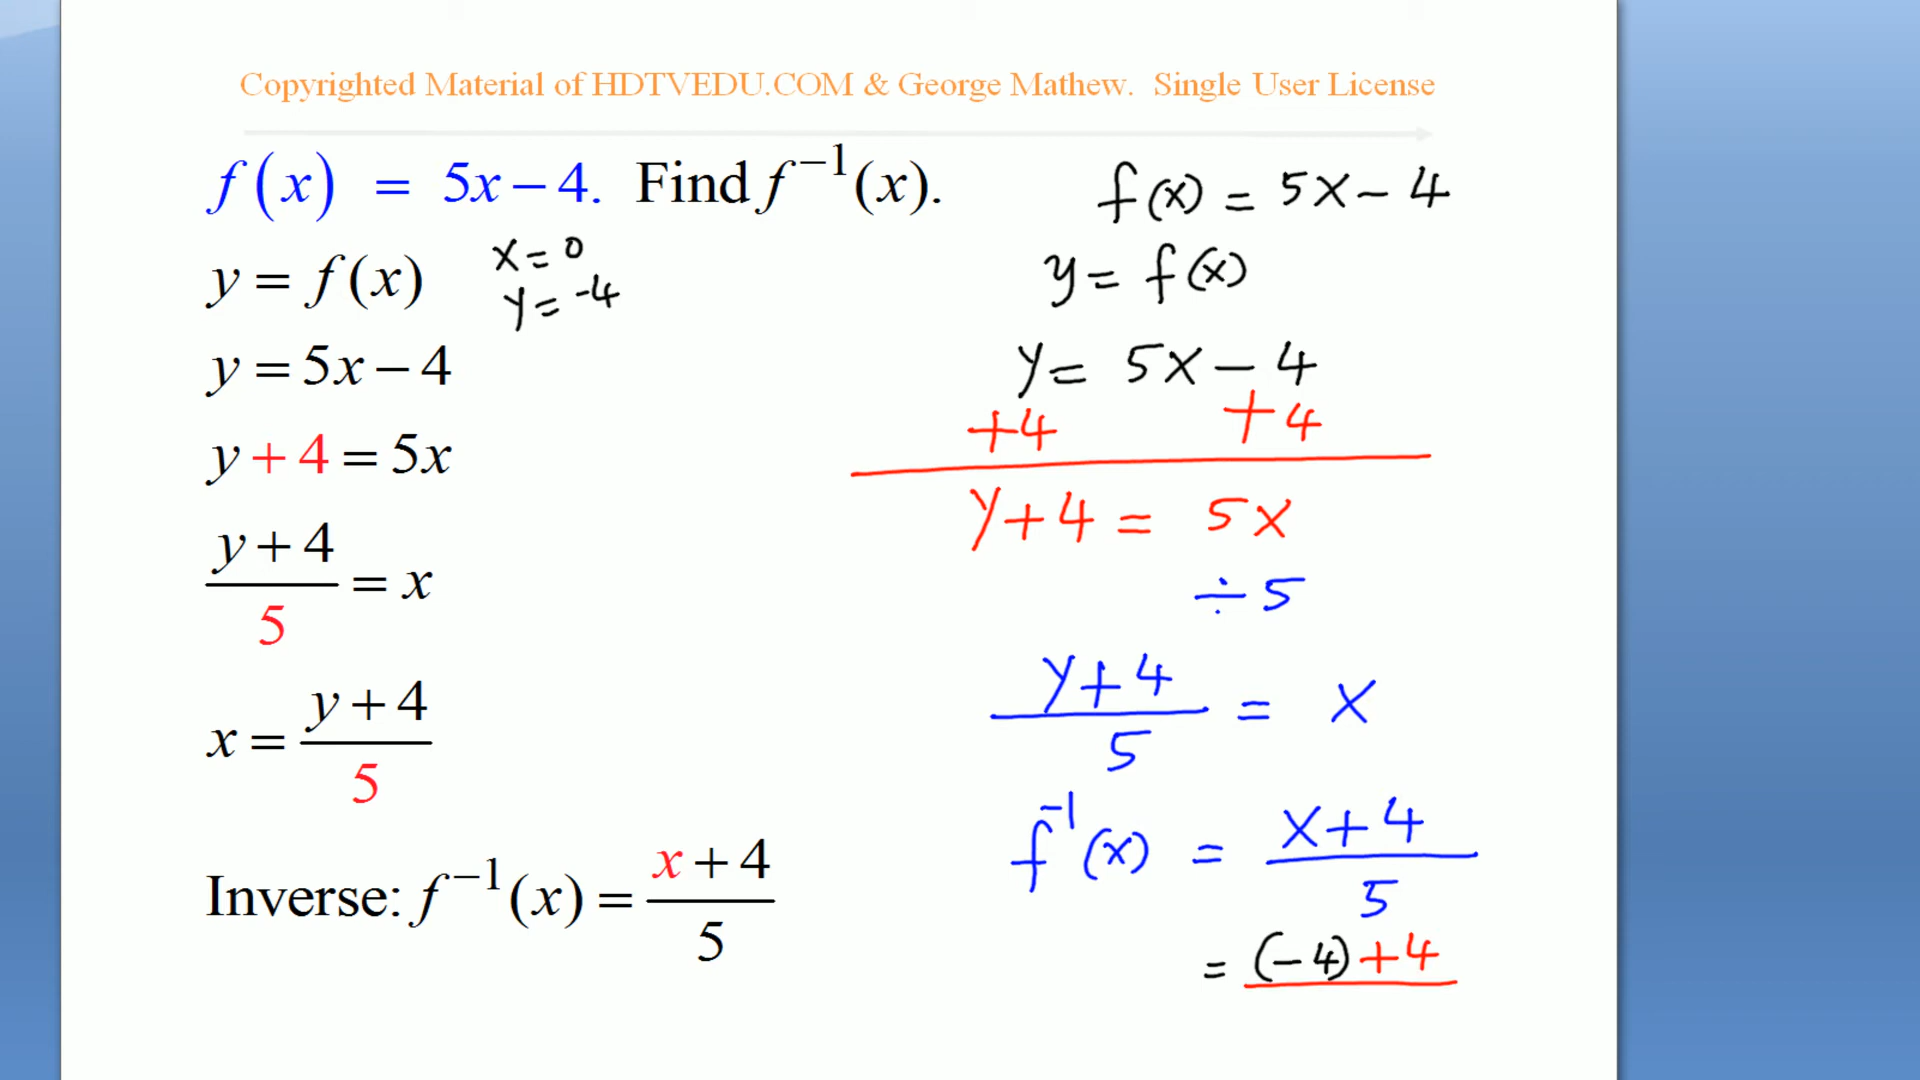 Copyrighted Material of HDTVEDU.COM & George Mathew. Single User License
f(x) = 5x − 4. Find f⁻¹(x).
y = f(x)
x = 0
y = -4
y = 5x − 4
y + 4 = 5x
y + 4
5
= x
x =
y + 4
5
Inverse: f⁻¹(x) =
x + 4
5
f(x) = 5x − 4
y = f(x)
y = 5x − 4
+4 +4
y+4 = 5x
÷5
y+4
5
= x
f⁻¹(x) =
x+4
5
= (-4)+4